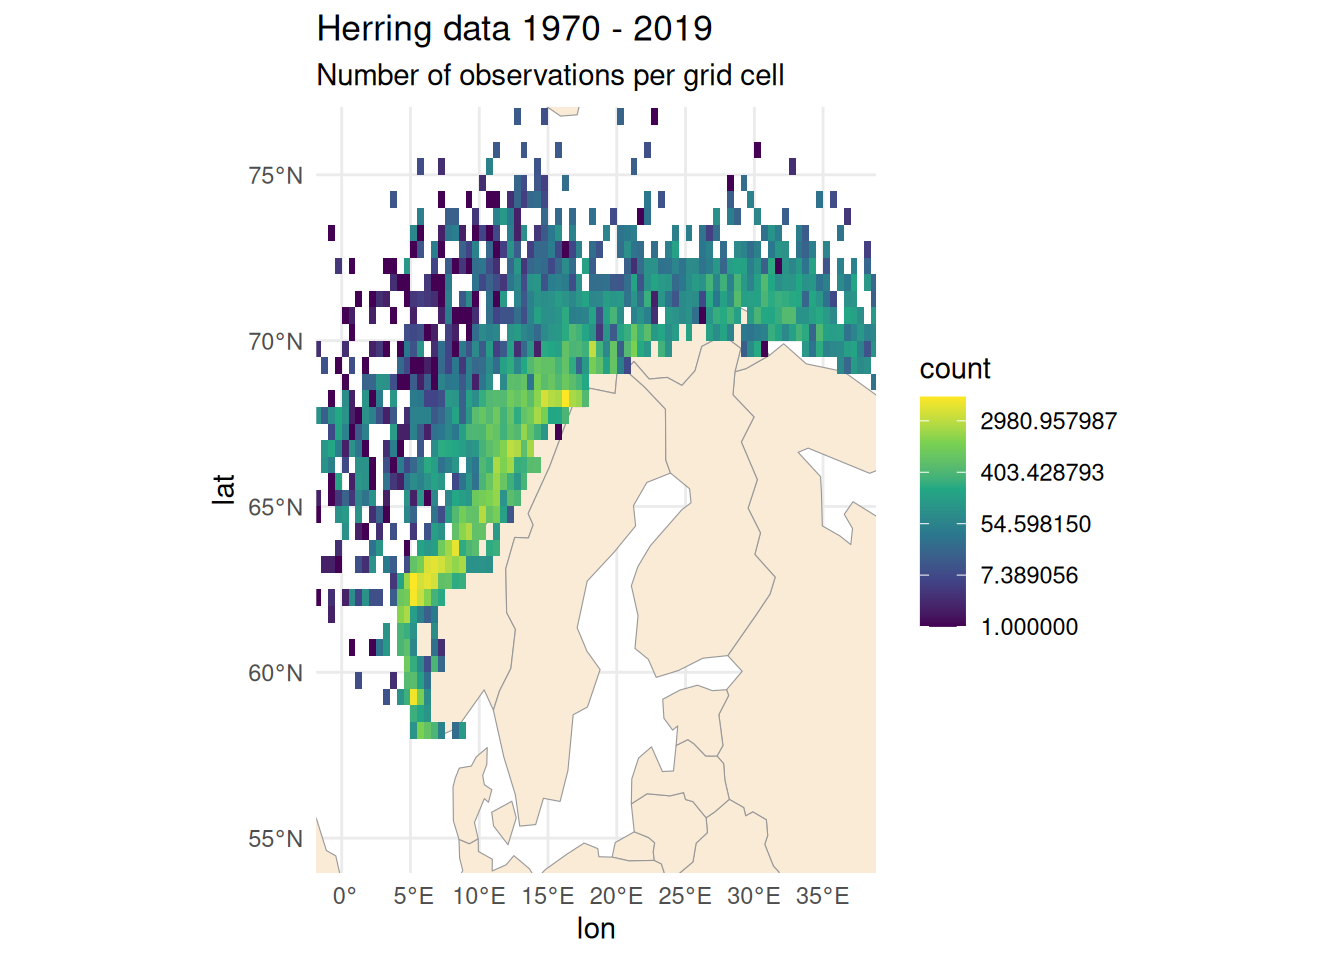 Herring data 1970 - 2019
Number of observations per grid cell
75°N
70°N
65°N
60°N
55°N
lat
0°
5°E
10°E
15°E
20°E
25°E
30°E
35°E
lon
count
2980.957987
403.428793
54.598150
7.389056
1.000000